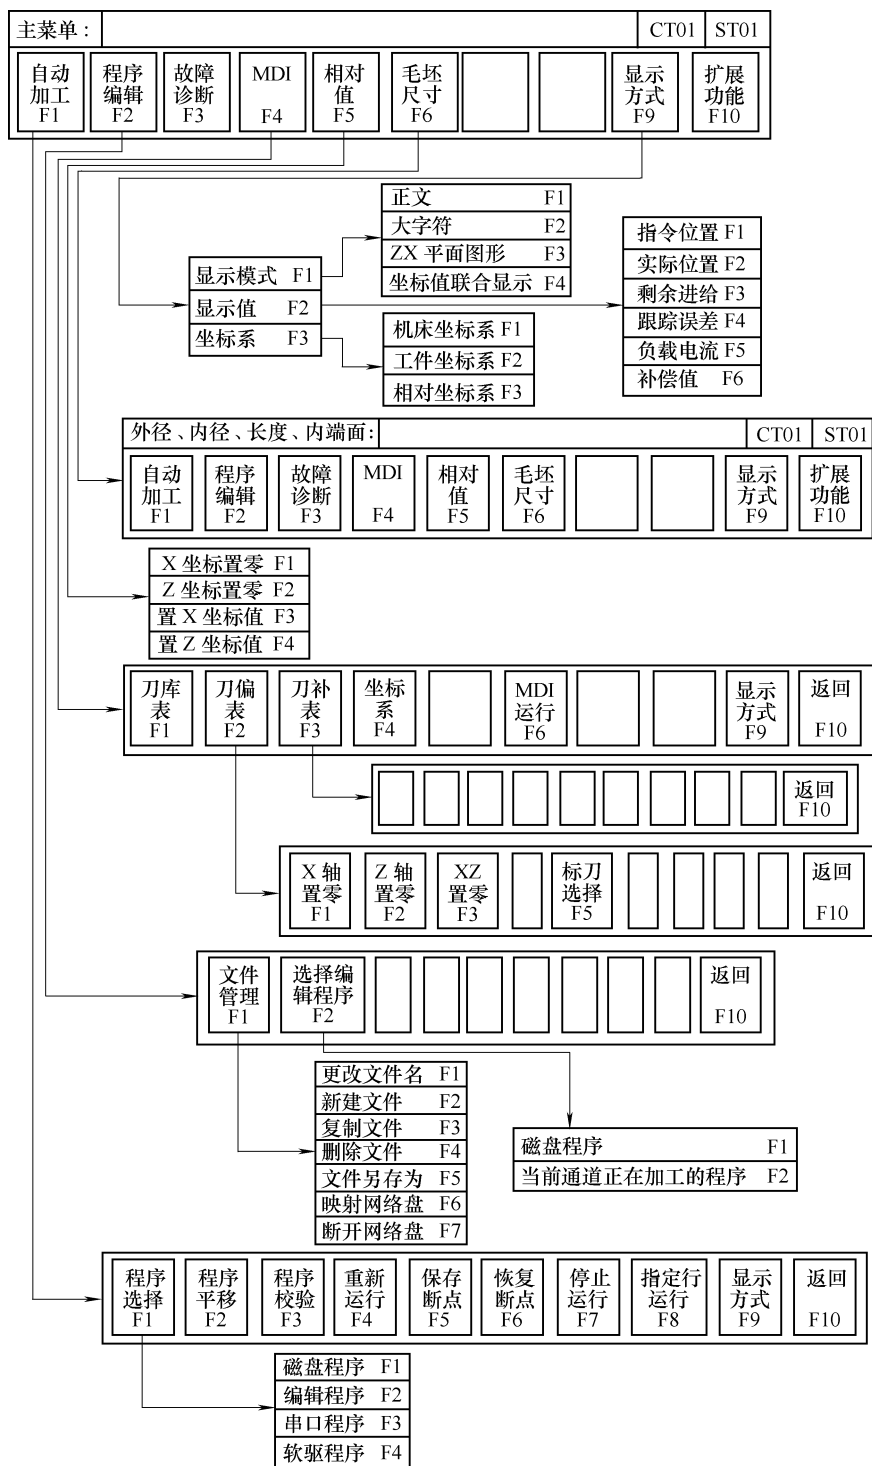 主菜单： CT01 ST01
自动加工 F1 程序编辑 F2 故障诊断 F3 MDI F4 相对值 F5 毛坯尺寸 F6 显示方式 F9 扩展功能 F10
显示模式 F1
显示值 F2
坐标系 F3
正文 F1
大字符 F2
ZX 平面图形 F3
坐标值联合显示 F4
机床坐标系 F1
工件坐标系 F2
相对坐标系 F3
指令位置 F1
实际位置 F2
剩余进给 F3
跟踪误差 F4
负载电流 F5
补偿值 F6
外径、内径、长度、内端面： CT01 ST01
自动加工 F1 程序编辑 F2 故障诊断 F3 MDI F4 相对值 F5 毛坯尺寸 F6 显示方式 F9 扩展功能 F10
X 坐标置零 F1
Z 坐标置零 F2
置 X 坐标值 F3
置 Z 坐标值 F4
刀库表 F1 刀偏表 F2 刀补表 F3 坐标系 F4 MDI运行 F6 显示方式 F9 返回 F10
返回 F10
X 轴置零 F1 Z 轴置零 F2 XZ置零 F3 标刀选择 F5 返回 F10
文件管理 F1 选择编辑程序 F2 返回 F10
更改文件名 F1
新建文件 F2
复制文件 F3
删除文件 F4
文件另存为 F5
映射网络盘 F6
断开网络盘 F7
磁盘程序 F1
当前通道正在加工的程序 F2
程序选择 F1 程序平移 F2 程序校验 F3 重新运行 F4 保存断点 F5 恢复断点 F6 停止运行 F7 指定行运行 F8 显示方式 F9 返回 F10
磁盘程序 F1
编辑程序 F2
串口程序 F3
软驱程序 F4